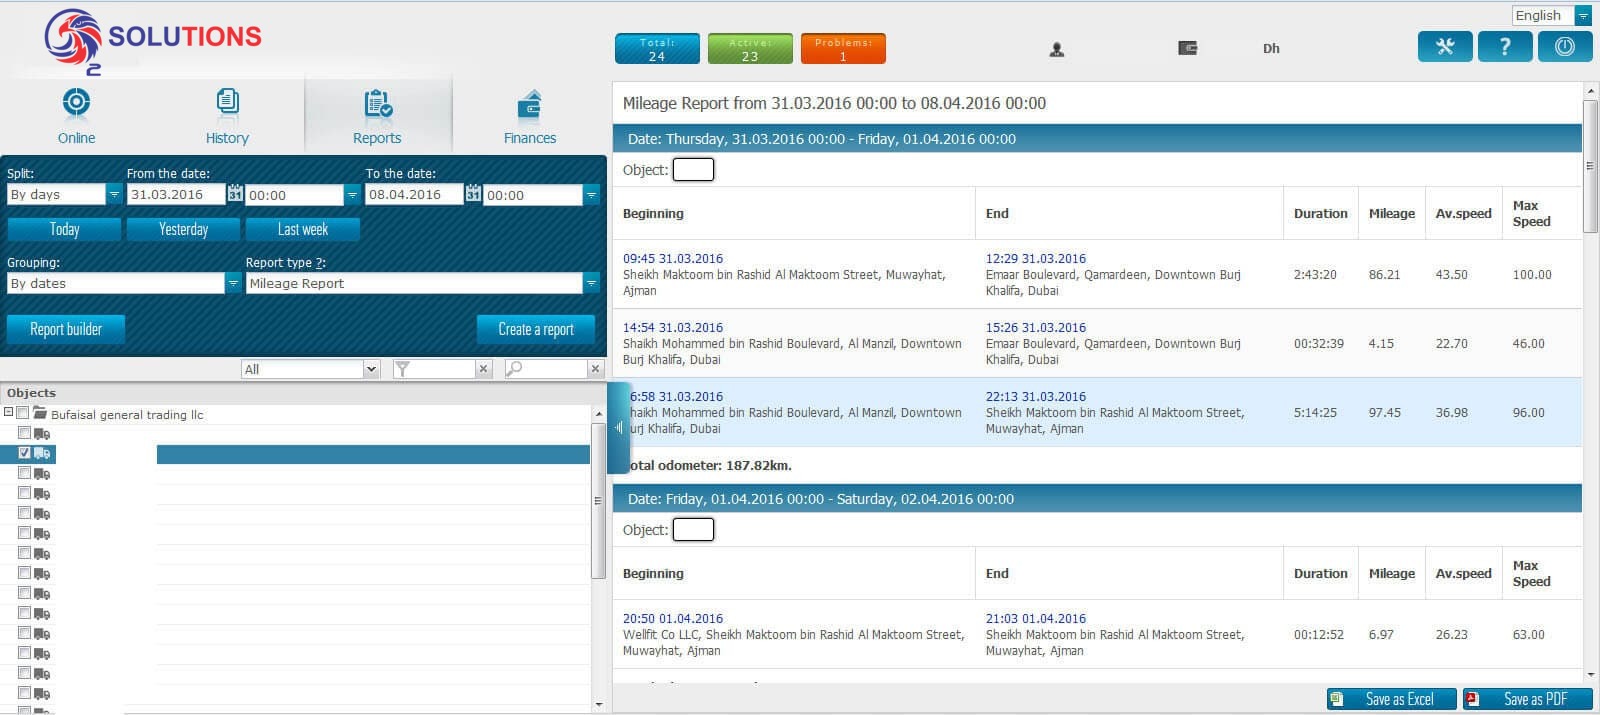 English
SOLUTIONS
2
Total:
24
Active:
23
Problems:
1
Dh
?
Online
History
Reports
Finances
Split:
From the date:
To the date:
By days
31.03.2016
31
00:00
08.04.2016
31
00:00
Today
Yesterday
Last week
Grouping:
Report type ?:
By dates
Mileage Report
Report builder
Create a report
All
Objects
Bufaisal general trading llc
Mileage Report from 31.03.2016 00:00 to 08.04.2016 00:00
Date: Thursday, 31.03.2016 00:00 - Friday, 01.04.2016 00:00
Object:
Beginning
End
Duration
Mileage
Av.speed
Max
Speed
09:45 31.03.2016
Sheikh Maktoom bin Rashid Al Maktoom Street, Muwayhat,
Ajman
12:29 31.03.2016
Emaar Boulevard, Qamardeen, Downtown Burj
Khalifa, Dubai
2:43:20
86.21
43.50
100.00
14:54 31.03.2016
Shaikh Mohammed bin Rashid Boulevard, Al Manzil, Downtown
Burj Khalifa, Dubai
15:26 31.03.2016
Emaar Boulevard, Qamardeen, Downtown Burj
Khalifa, Dubai
00:32:39
4.15
22.70
46.00
6:58 31.03.2016
haikh Mohammed bin Rashid Boulevard, Al Manzil, Downtown
urj Khalifa, Dubai
22:13 31.03.2016
Sheikh Maktoom bin Rashid Al Maktoom Street,
Muwayhat, Ajman
5:14:25
97.45
36.98
96.00
otal odometer: 187.82km.
Date: Friday, 01.04.2016 00:00 - Saturday, 02.04.2016 00:00
Object:
Beginning
End
Duration
Mileage
Av.speed
Max
Speed
20:50 01.04.2016
Wellfit Co LLC, Sheikh Maktoom bin Rashid Al Maktoom Street,
Muwayhat, Ajman
21:03 01.04.2016
Sheikh Maktoom bin Rashid Al Maktoom Street,
Muwayhat, Ajman
00:12:52
6.97
26.23
63.00
Save as Excel
Save as PDF